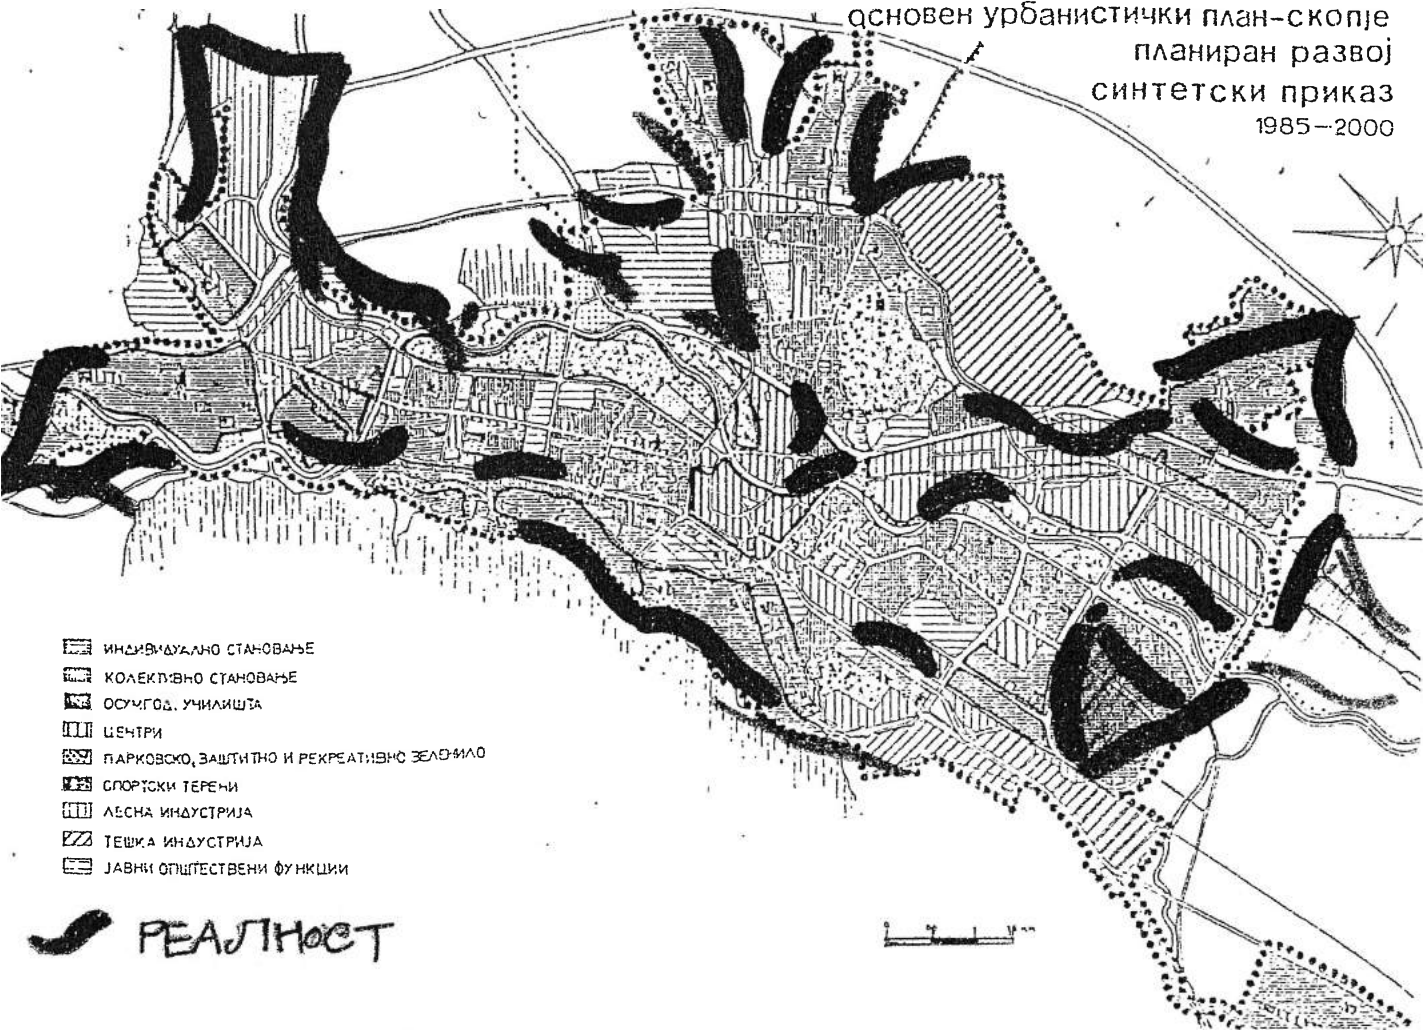 основен урбанистички план-скопје
планиран развој
синтетски приказ
1985-2000
ИНДИВИДУАЛНО СТАНОВАЊЕ
КОЛЕКТИВНО СТАНОВАЊЕ
ОСУМГОД. УЧИЛИШТА
ЦЕНТРИ
ПАРКОВСКО, ЗАШТИТНО И РЕКРЕАТИВНО ЗЕЛЕНИЛО
СПОРТСКИ ТЕРЕНИ
ЛЕСНА ИНДУСТРИЈА
ТЕШКА ИНДУСТРИЈА
ЈАВНИ ОПШТЕСТВЕНИ ФУНКЦИИ
РЕАЛНОСТ